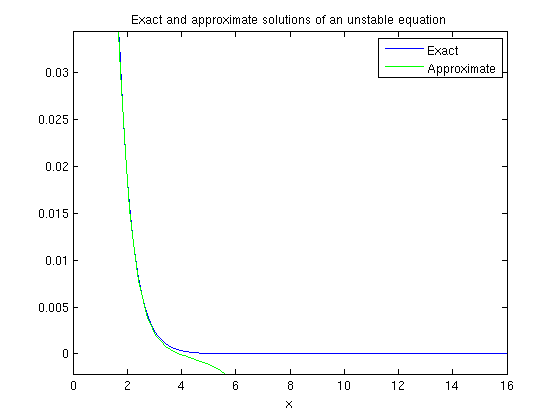 Exact and approximate solutions of an unstable equation
Exact
Approximate
0.03
0.025
0.02
0.015
0.01
0.005
0
0 2 4 6 8 10 12 14 16
x